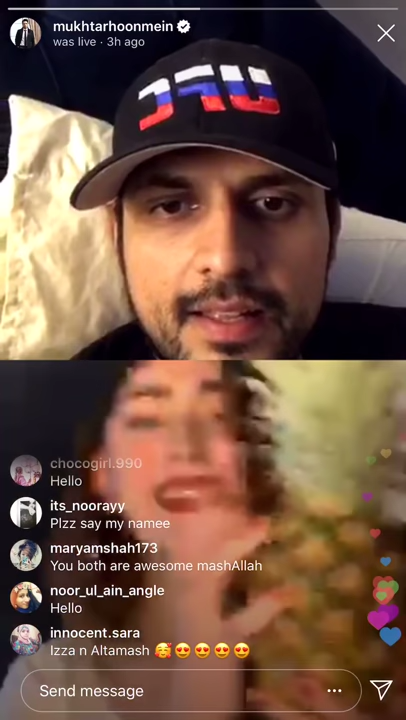 mukhtarhoonmein
was live · 3h ago
chocogirl.990
Hello
its_noorayy
Plzz say my namee
maryamshah173
You both are awesome mashAllah
noor_ul_ain_angle
Hello
innocent.sara
Izza n Altamash 🥰😍😍😍😍
Send message